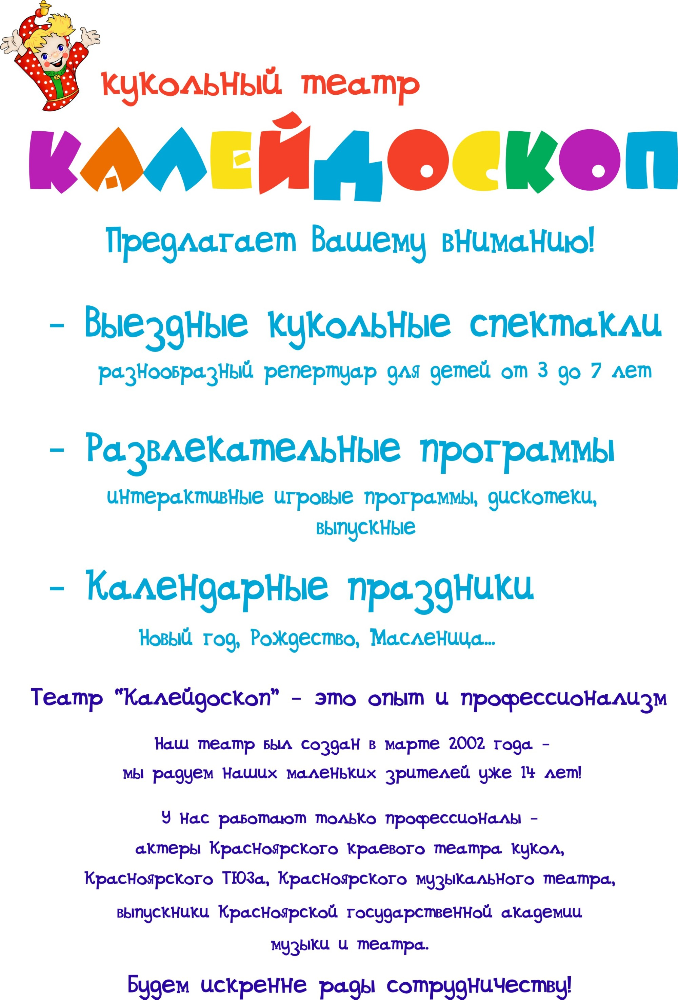 кукольный театр
КАЛЕЙДОСКОП
Предлагает Вашему вниманию!
- Выездные кукольные спектакли
разнообразный репертуар для детей от 3 до 7 лет
- Развлекательные программы
интерактивные игровые программы, дискотеки,
выпускные
- Календарные праздники
Новый год, Рождество, Масленица...
Театр “Калейдоскоп” - это опыт и профессионализм
Наш театр был создан в марте 2002 года -
мы радуем наших маленьких зрителей уже 14 лет!
У нас работают только профессионалы -
актеры Красноярского краевого театра кукол,
Красноярского ТЮЗа, Красноярского музыкального театра,
выпускники Красноярской государственной академии
музыки и театра.
Будем искренне рады сотрудничеству!